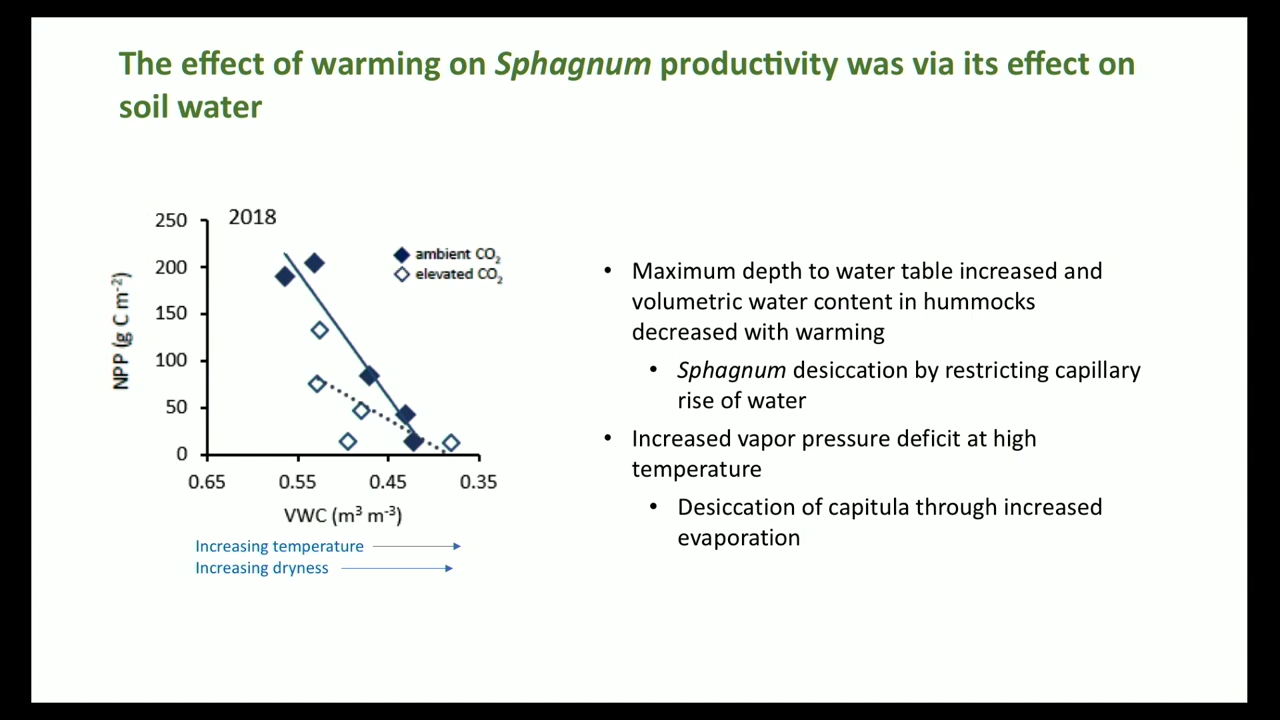 The effect of warming on Sphagnum productivity was via its effect on
soil water
2018
250
200
150
100
50
0
NPP (g C m⁻²)
ambient CO₂
elevated CO₂
0.65
0.55
0.45
0.35
VWC (m³ m⁻³)
Increasing temperature
Increasing dryness
• Maximum depth to water table increased and
volumetric water content in hummocks
decreased with warming
• Sphagnum desiccation by restricting capillary
rise of water
• Increased vapor pressure deficit at high
temperature
• Desiccation of capitula through increased
evaporation